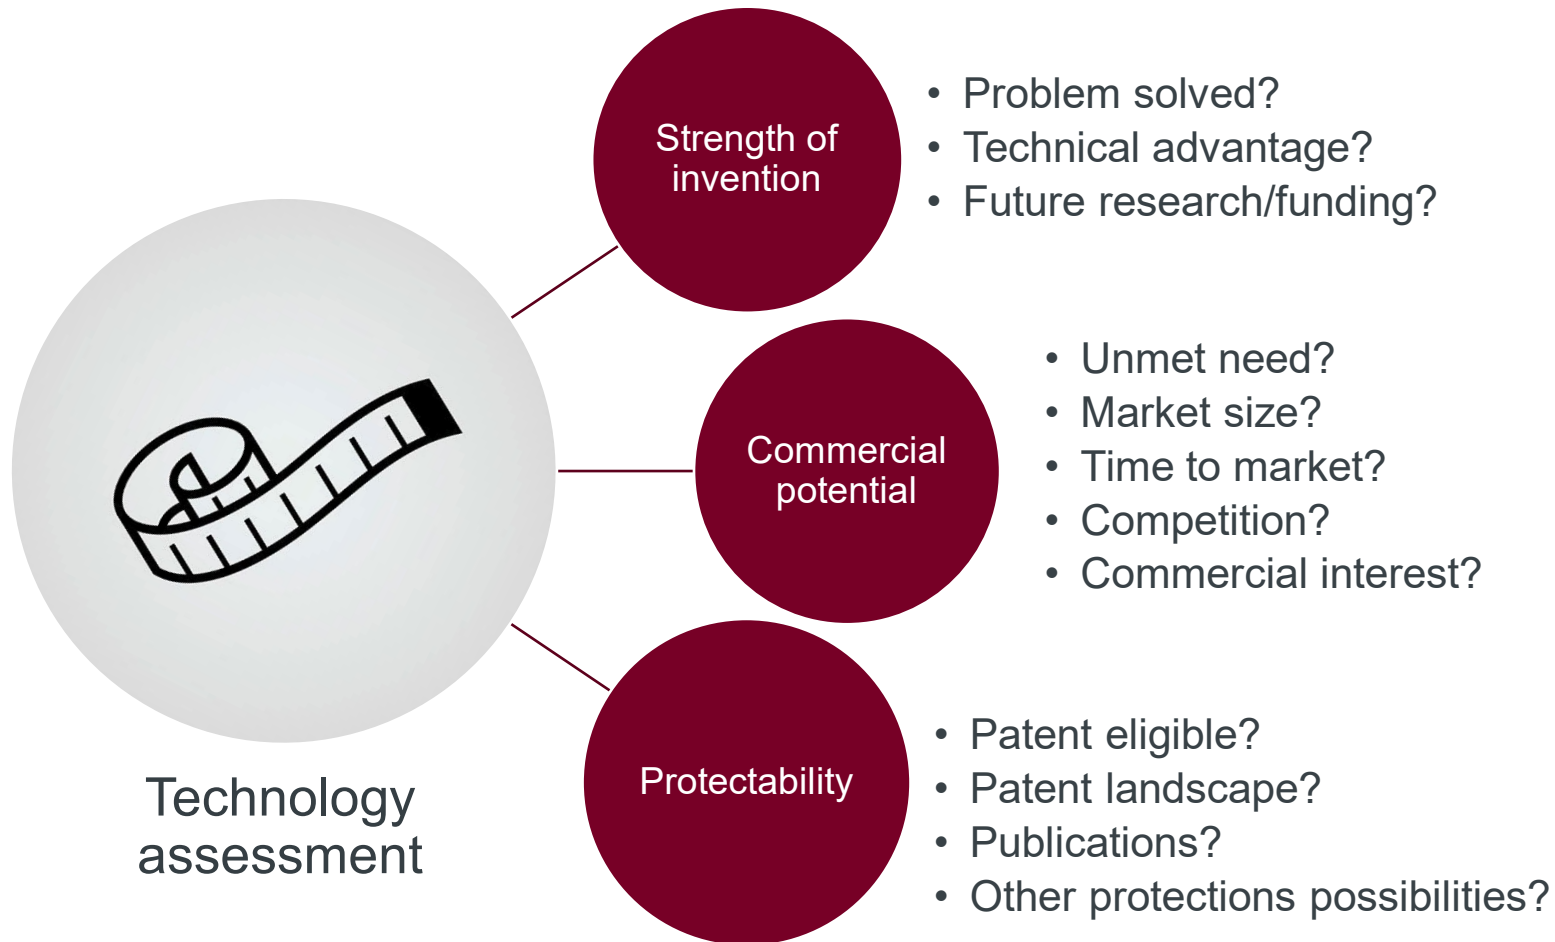 Strength of
invention
• Problem solved?
• Technical advantage?
• Future research/funding?
Commercial
potential
• Unmet need?
• Market size?
• Time to market?
• Competition?
• Commercial interest?
Protectability
• Patent eligible?
• Patent landscape?
• Publications?
• Other protections possibilities?
Technology
assessment